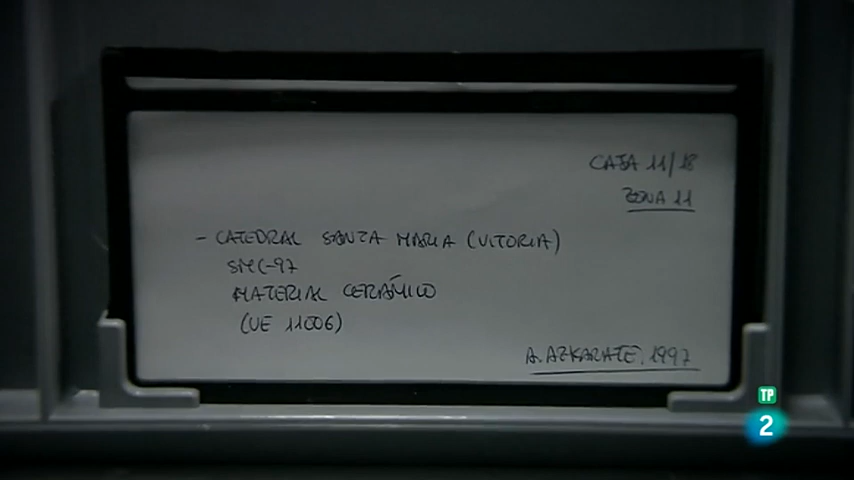 CAJA 11/18
ZONA 11
- CATEDRAL SANTA MARIA (VITORIA)
SMC-97
MATERIAL CERÁMICO
(UE 11006)
A. AZKARATE, 1997
TP
2